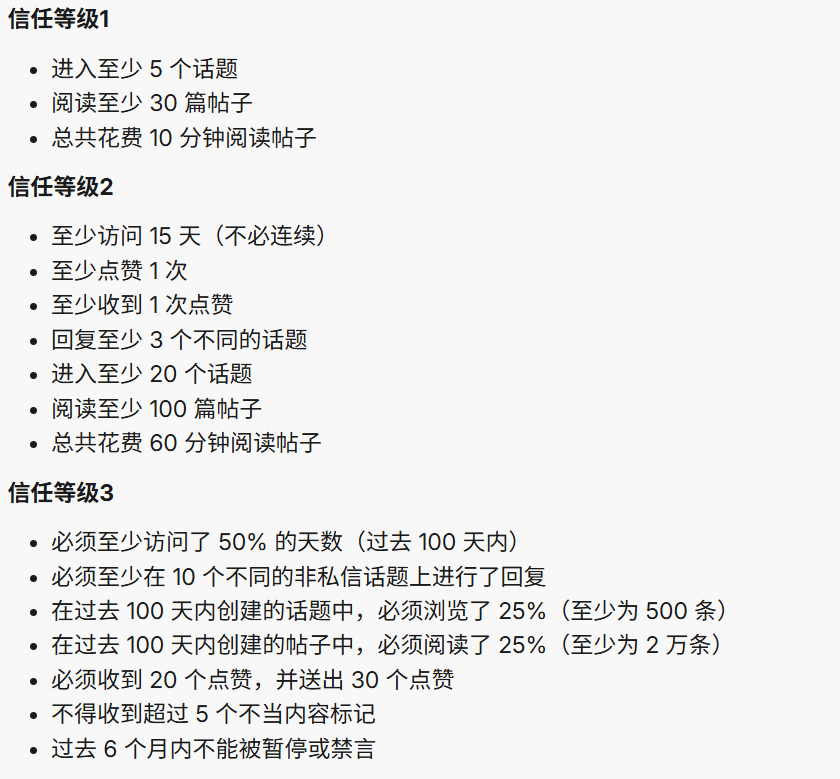 信任等级1
进入至少 5 个话题
阅读至少 30 篇帖子
总共花费 10 分钟阅读帖子
信任等级2
至少访问 15 天（不必连续）
至少点赞 1 次
至少收到 1 次点赞
回复至少 3 个不同的话题
进入至少 20 个话题
阅读至少 100 篇帖子
总共花费 60 分钟阅读帖子
信任等级3
必须至少访问了 50% 的天数（过去 100 天内）
必须至少在 10 个不同的非私信话题上进行了回复
在过去 100 天内创建的话题中，必须浏览了 25%（至少为 500 条）
在过去 100 天内创建的帖子中，必须阅读了 25%（至少为 2 万条）
必须收到 20 个点赞，并送出 30 个点赞
不得收到超过 5 个不当内容标记
过去 6 个月内不能被暂停或禁言